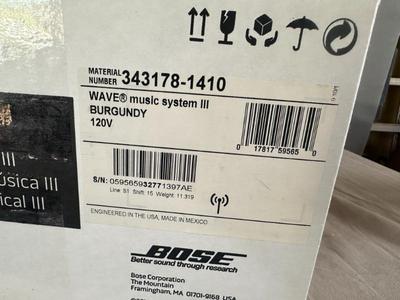 MATERIAL NUMBER 343178-1410
WAVE® music system III
BURGUNDY
120V
0 17817 59565 0
S/N: 059565932771397AE
Line: S1 Shift: 15 Weight: 11.319
ENGINEERED IN THE USA, MADE IN MEXICO
III
úsica III
ical III
BOSE
Better sound through research
Bose Corporation
The Mountain
Framingham, MA 01701-9168 USA